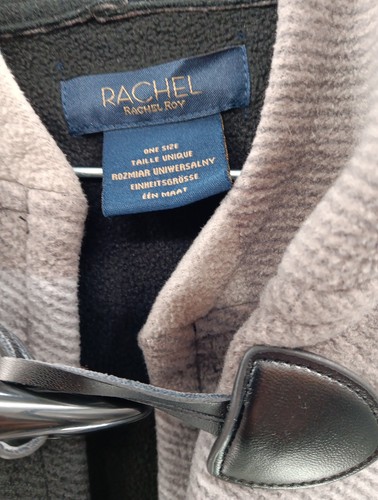 RACHEL
RACHEL ROY
ONE SIZE
TAILLE UNIQUE
ROZMIAR UNIWERSALNY
EINHEITSGRÖSSE
ÉÉN MAAT